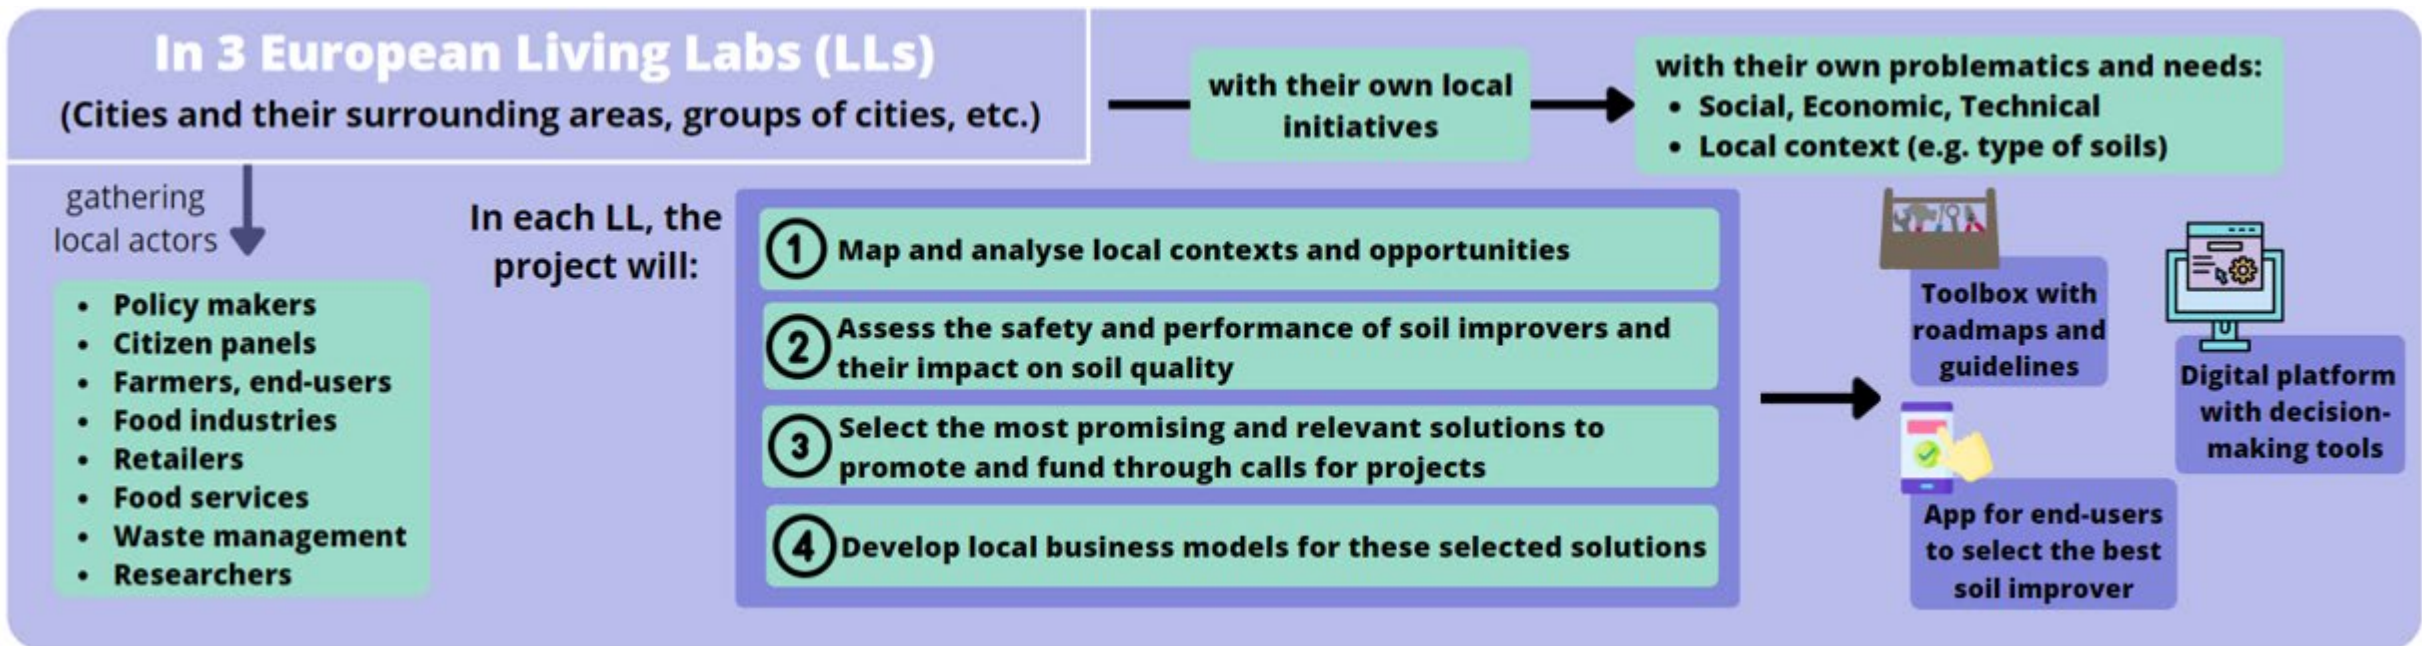 In 3 European Living Labs (LLs)
(Cities and their surrounding areas, groups of cities, etc.)
with their own local
initiatives
with their own problematics and needs:
• Social, Economic, Technical
• Local context (e.g. type of soils)
gathering
local actors
• Policy makers
• Citizen panels
• Farmers, end-users
• Food industries
• Retailers
• Food services
• Waste management
• Researchers
In each LL, the
project will:
1 Map and analyse local contexts and opportunities
2 Assess the safety and performance of soil improvers and
their impact on soil quality
3 Select the most promising and relevant solutions to
promote and fund through calls for projects
4 Develop local business models for these selected solutions
Toolbox with
roadmaps and
guidelines
Digital platform
with decision-
making tools
App for end-users
to select the best
soil improver